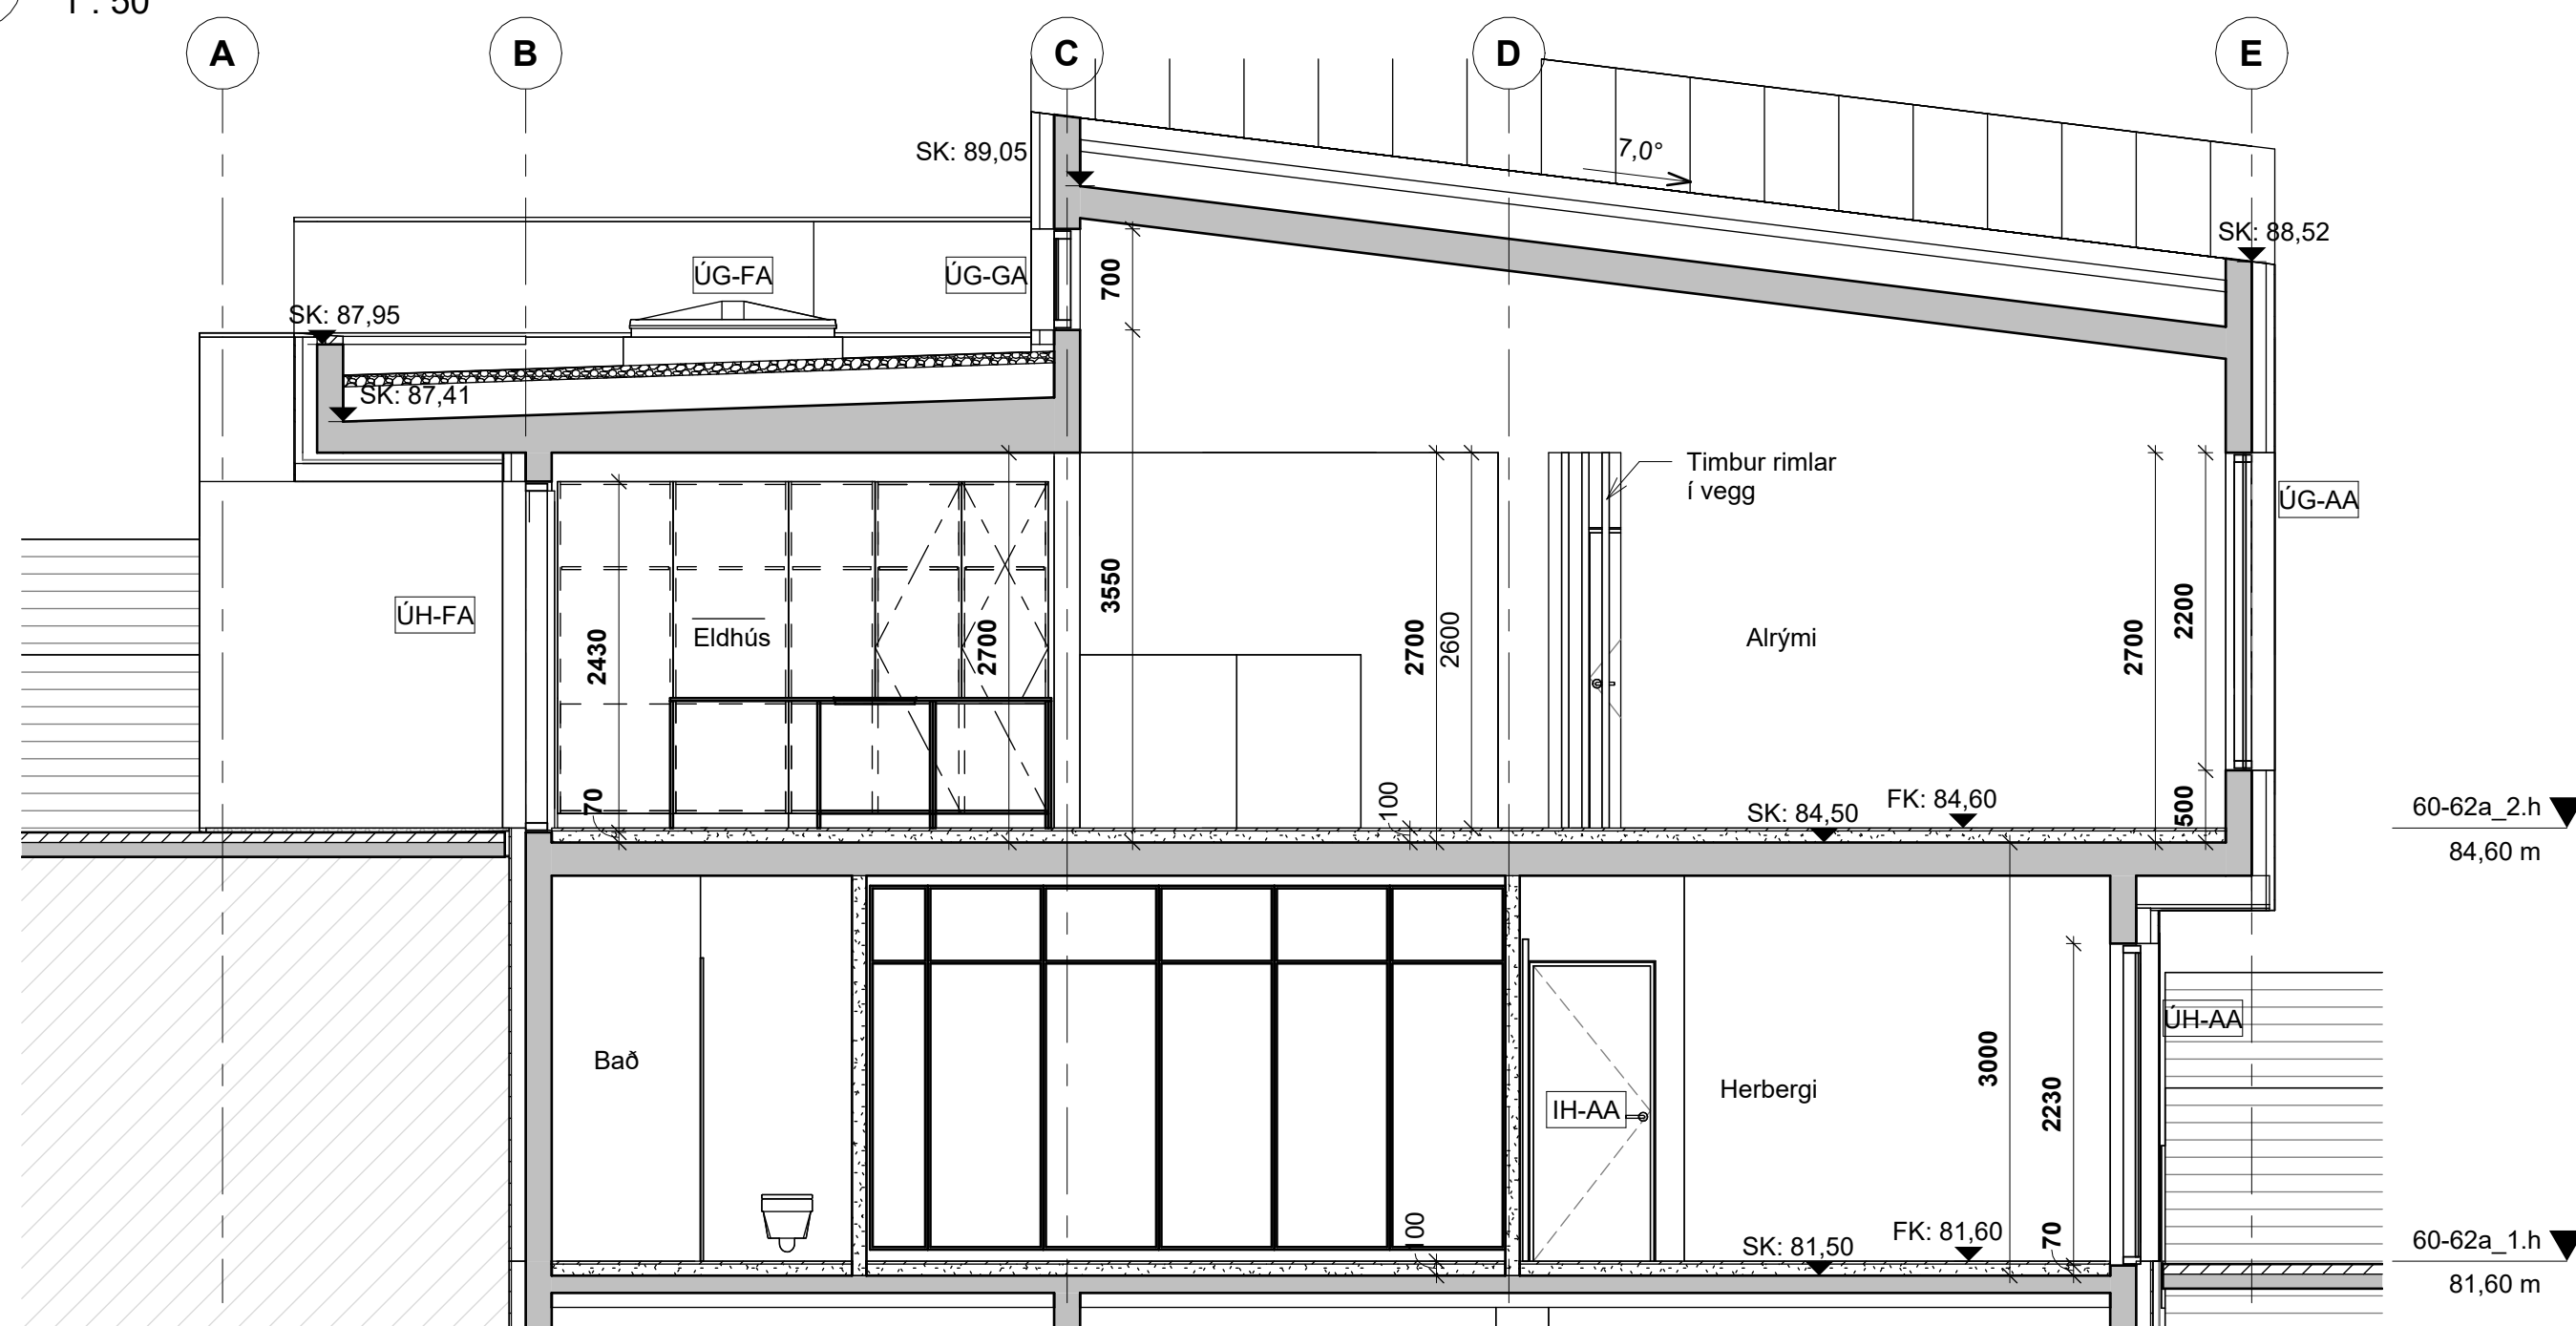 1 : 50
A
B
C
D
E
SK: 89,05
7,0°
SK: 88,52
ÚG-FA
ÚG-GA
700
SK: 87,95
SK: 87,41
Timbur rimlar
í vegg
ÚG-AA
ÚH-FA
2430
Eldhús
2700
3550
2700
2600
Alrými
2700
2200
70
100
SK: 84,50
FK: 84,60
500
60-62a_2.h
84,60 m
Bað
IH-AA
Herbergi
3000
2230
ÚH-AA
100
SK: 81,50
FK: 81,60
70
60-62a_1.h
81,60 m